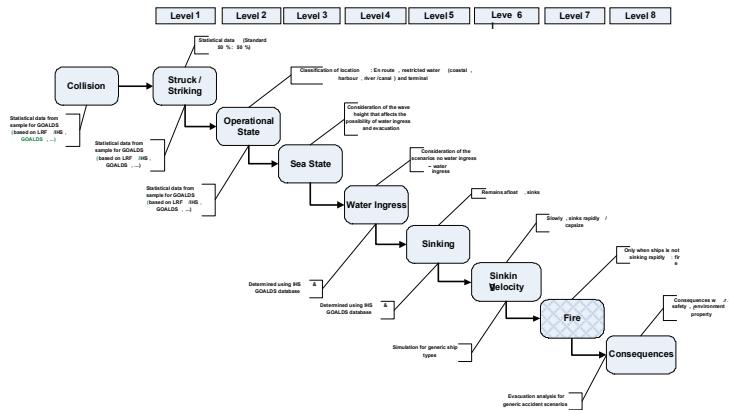 Level 1 Level 2 Level 3 Level 4 Level 5 Leve 6 Level 7 Level 8
Statistical data (Standard
50 % : 50 %)
Collision
Struck /
Striking
Classification of location : En route , restricted water (coastal ,
harbour , river /canal ) and terminal
Statistical data from
sample for GOALDS
(based on LRF /IHS ,
GOALDS , ...)
Operational
State
Consideration of the wave
height that affects the
possibility of water ingress
and evacuation
Statistical data from
sample for GOALDS
(based on LRF /IHS ,
GOALDS , ...)
Sea State
Consideration of the
scenarios no water ingress
– water
ingress
Statistical data from
sample for GOALDS
(based on LRF /IHS ,
GOALDS , ...)
Water Ingress
Remains afloat , sinks
Sinking
Slowly , sinks rapidly /
capsize
Determined using IHS &
GOALDS database
Sinkin
g
Velocity
Only when ships is not
sinking rapidly : fir
e
Determined using IHS &
GOALDS database
Fire
Consequences w .r.
safety , environment
property
Simulation for generic ship
types
Consequences
Evacuation analysis for
generic accident scenarios